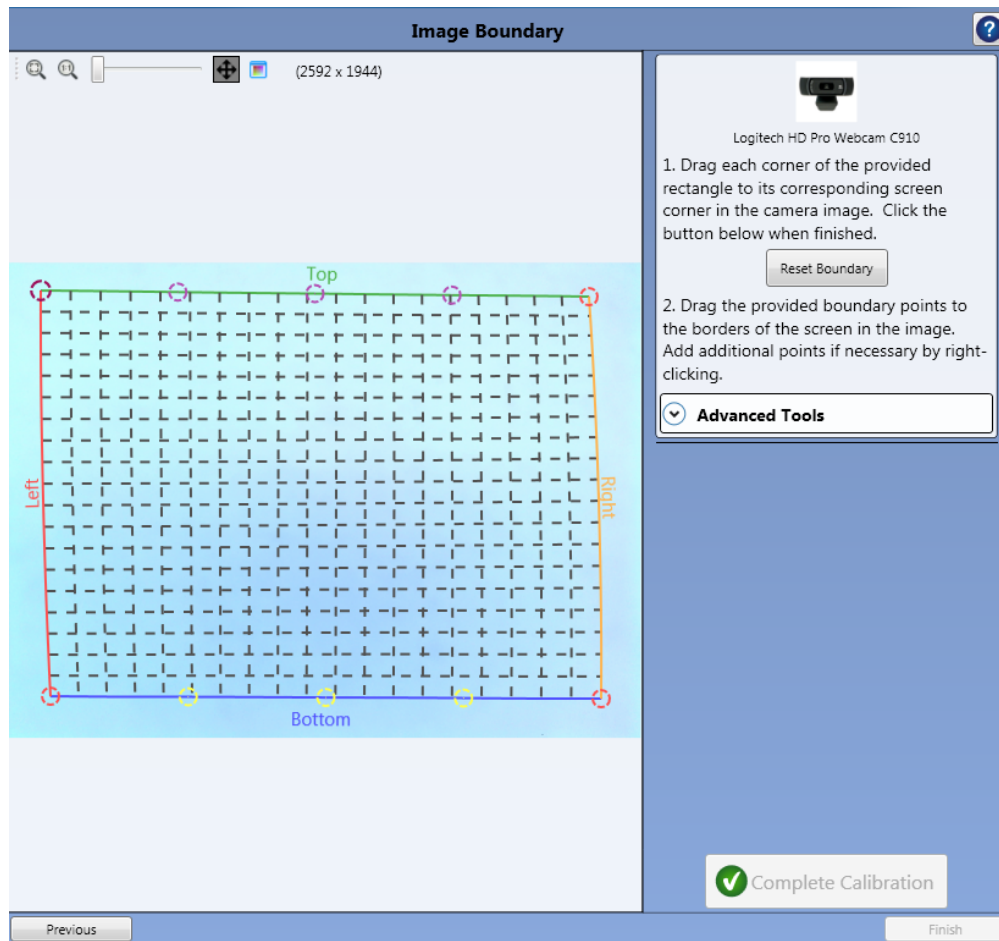 Image Boundary
?
1:1
(2592 x 1944)
Logitech HD Pro Webcam C910
1. Drag each corner of the provided
rectangle to its corresponding screen
corner in the camera image.  Click the
button below when finished.
Reset Boundary
2. Drag the provided boundary points to
the borders of the screen in the image.
Add additional points if necessary by right-
clicking.
Advanced Tools
Top
Left
Right
Bottom
Complete Calibration
Previous
Finish